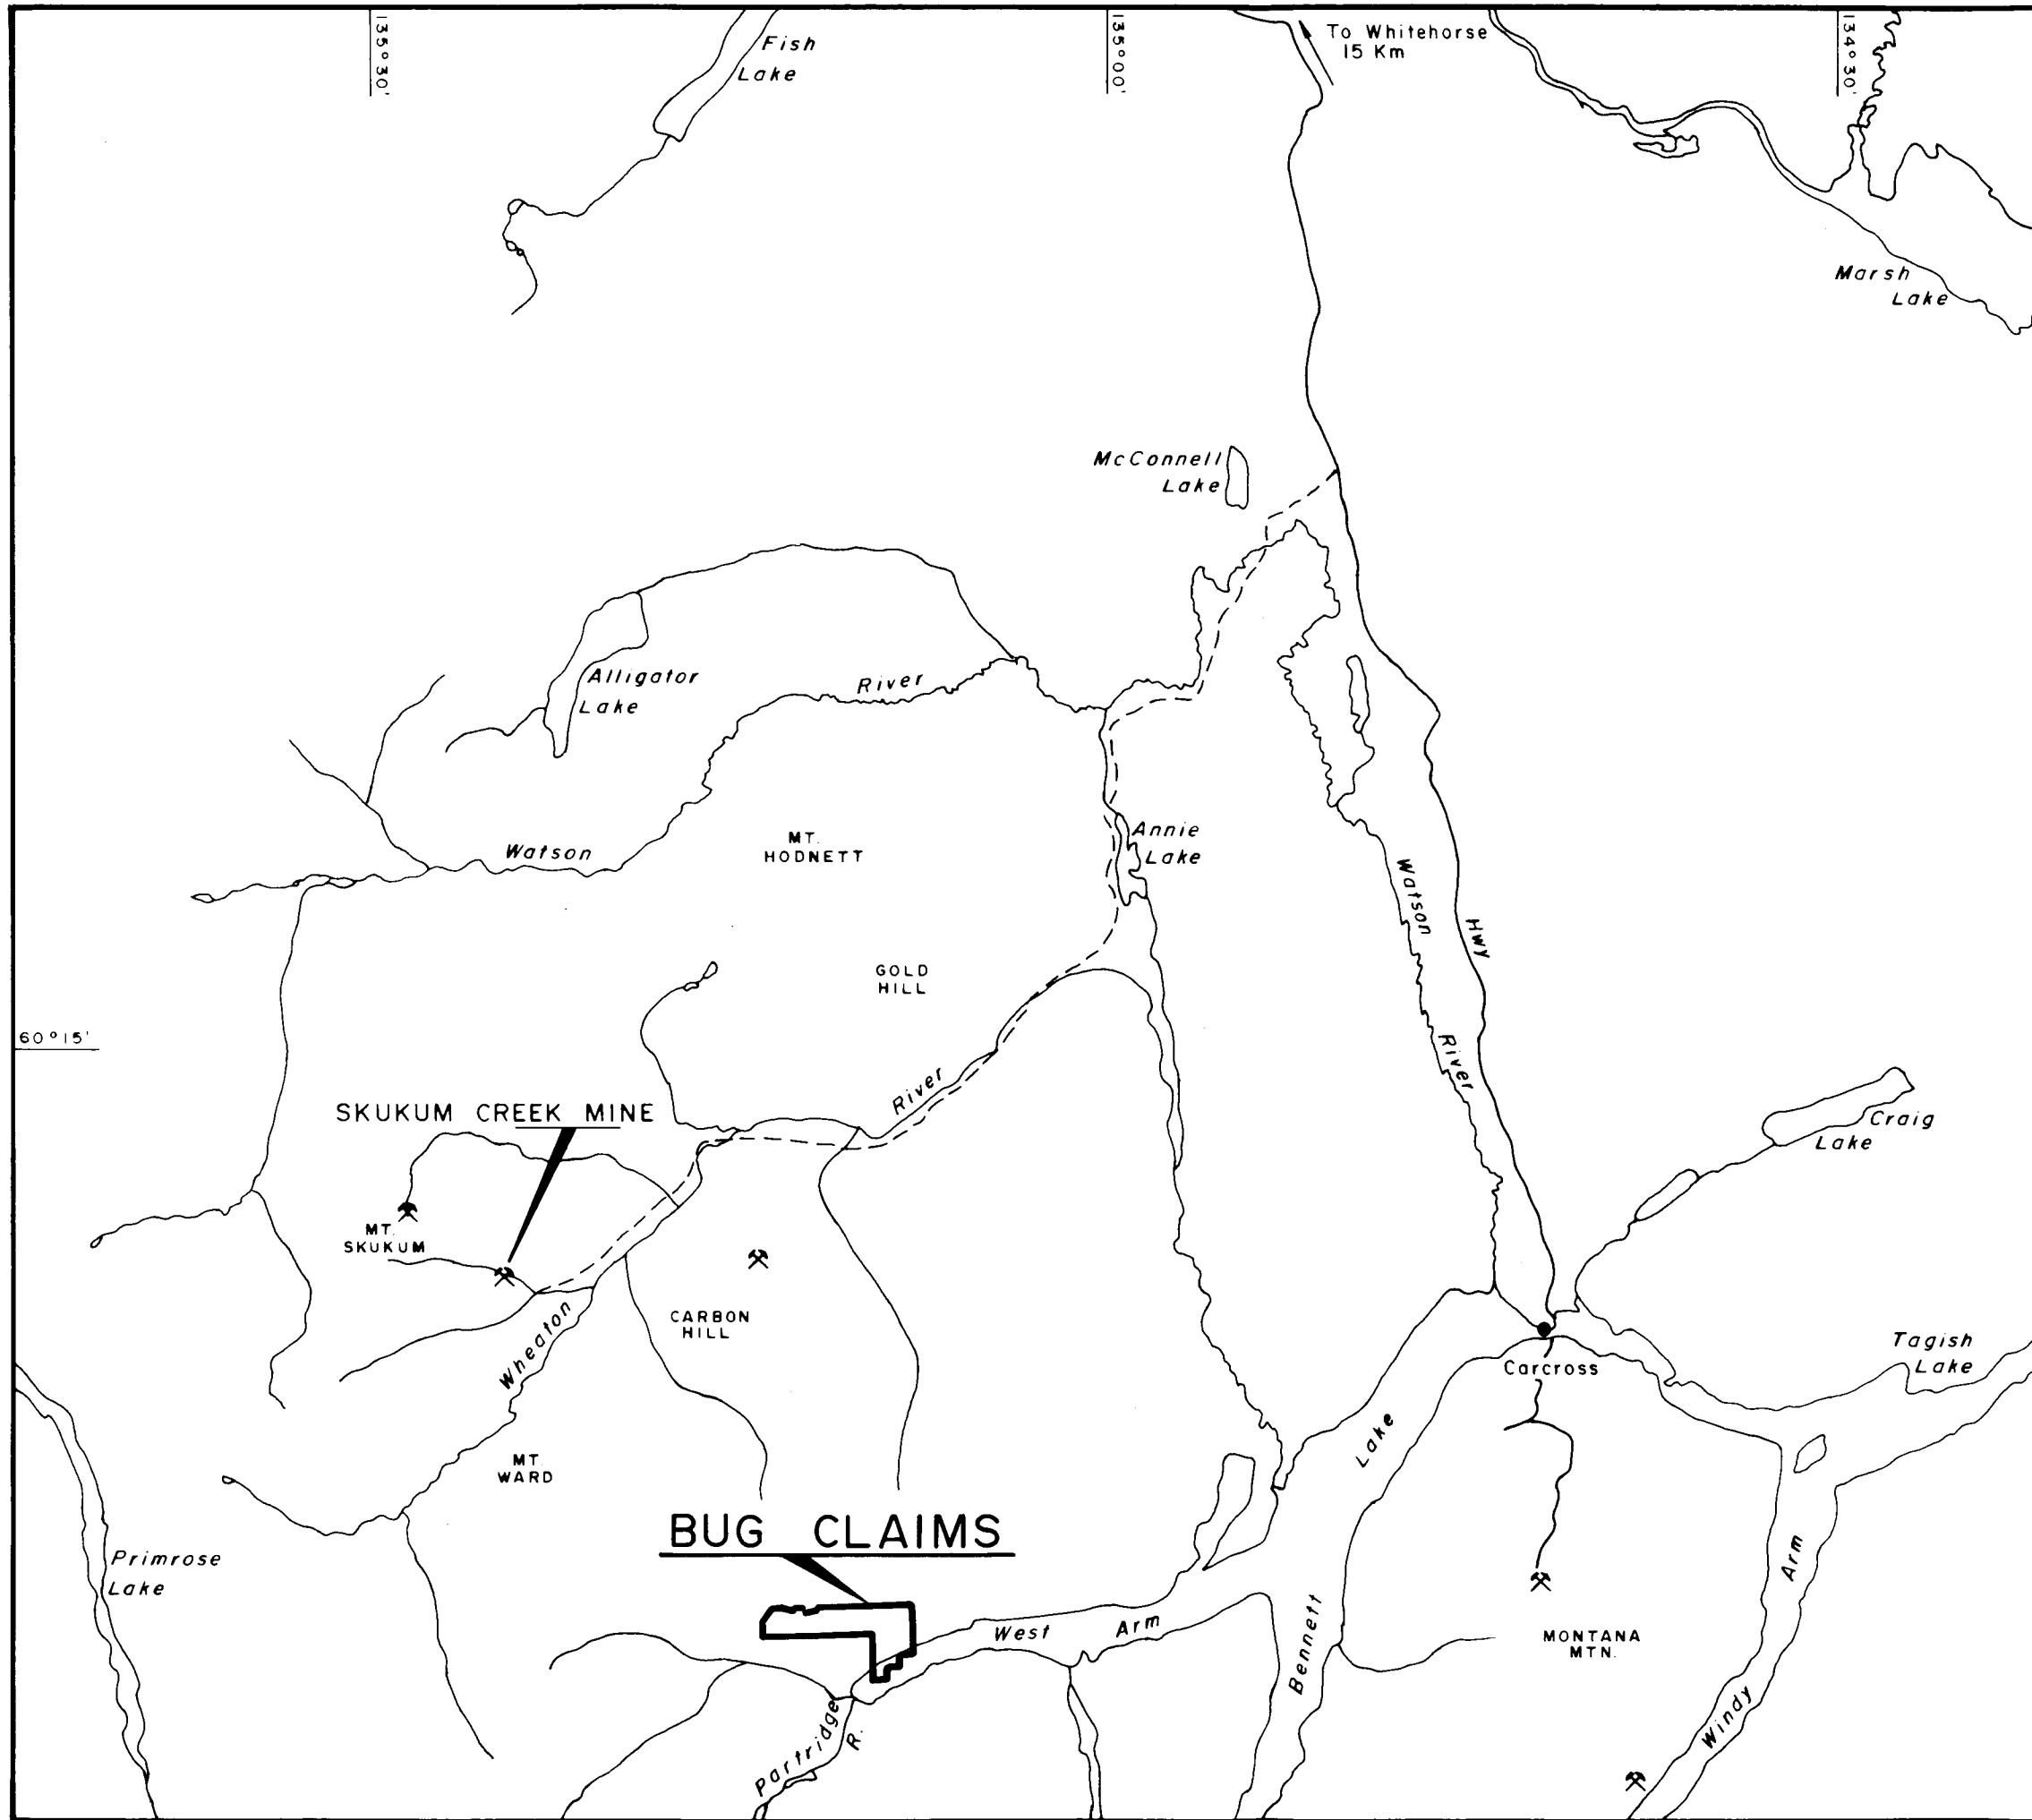 135°30'
135°00'
134°30'
Fish
Lake
To Whitehorse
15 Km
Marsh
Lake
McConnell
Lake
Alligator
Lake
River
Watson
MT.
HODNETT
Annie
Lake
Watson
River
HWY
GOLD
HILL
60°15'
River
SKUKUM CREEK MINE
Craig
Lake
MT.
SKUKUM
Wheaton
CARBON
HILL
Carcross
Tagish
Lake
Lake
MT
WARD
BUG CLAIMS
Primrose
Lake
Arm
West Arm
Bennett
MONTANA
MTN.
Windy
Partridge
R.